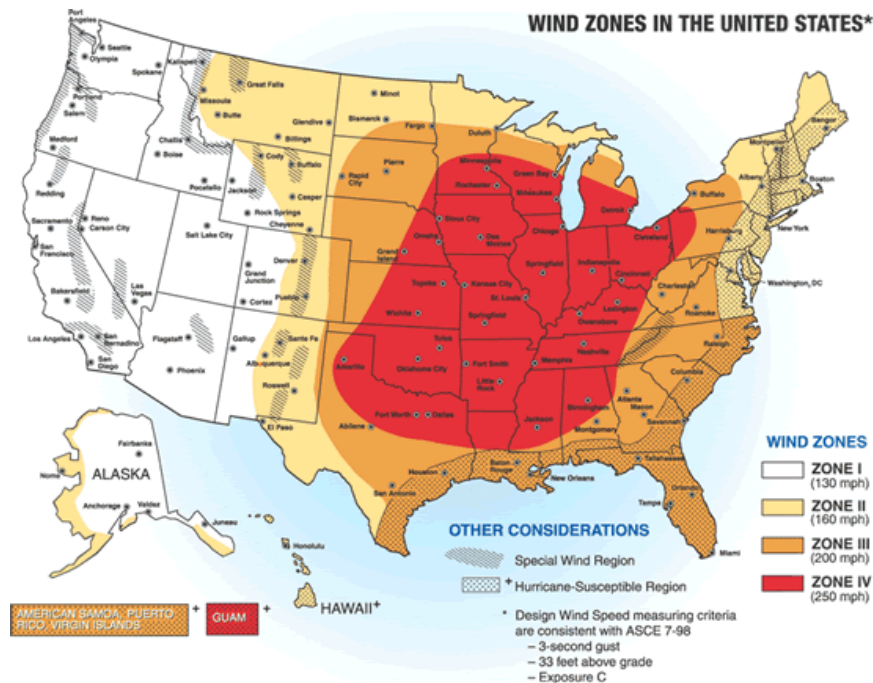 WIND ZONES IN THE UNITED STATES*
Port
Angeles
Seattle
Olympia
Spokane
Kalispell
Great Falls
Missoula
Butte
Glendive
Billings
Minot
Bismarck
Fargo
Duluth
Portland
Salem
Medford
Challis
Boise
Pocatello
Cody
Buffalo
Jackson
Casper
Rock Springs
Cheyenne
Rapid
City
Pierre
Minneapolis
Rochester
Green Bay
Milwaukee
Bangor
Montpelier
Albany
Boston
Buffalo
New York
Redding
Sacramento
Reno
Carson City
San
Francisco
Salt Lake City
Sioux City
Omaha
Des
Moines
Chicago
Detroit
Cleveland
Harrisburg
Grand
Island
Denver
Grand
Junction
Pueblo
Cortez
Topeka
Kansas City
Springfield
St. Louis
Indianapolis
Cincinnati
Washington, DC
Charleston
Roanoke
Bakersfield
Las
Vegas
Los Angeles
San
Bernadino
San
Diego
Flagstaff
Phoenix
Gallup
Santa Fe
Albuquerque
Roswell
El Paso
Wichita
Springfield
Tulsa
Oklahoma City
Amarillo
Fort Smith
Little
Rock
Owensboro
Lexington
Nashville
Memphis
Raleigh
Columbia
Atlanta
Macon
Savannah
Birmingham
Montgomery
Jackson
Fort Worth
Dallas
Abilene
Houston
San Antonio
Baton
Rouge
New Orleans
Tallahassee
Orlando
Tampa
Miami
Fairbanks
ALASKA
Nome
Anchorage
Valdez
Juneau
Honolulu
HAWAII+
AMERICAN SAMOA, PUERTO
RICO, VIRGIN ISLANDS
+
GUAM
+
OTHER CONSIDERATIONS
Special Wind Region
+ Hurricane-Susceptible Region
* Design Wind Speed measuring criteria
are consistent with ASCE 7-98
– 3-second gust
– 33 feet above grade
– Exposure C
WIND ZONES
ZONE I
(130 mph)
ZONE II
(160 mph)
ZONE III
(200 mph)
ZONE IV
(250 mph)